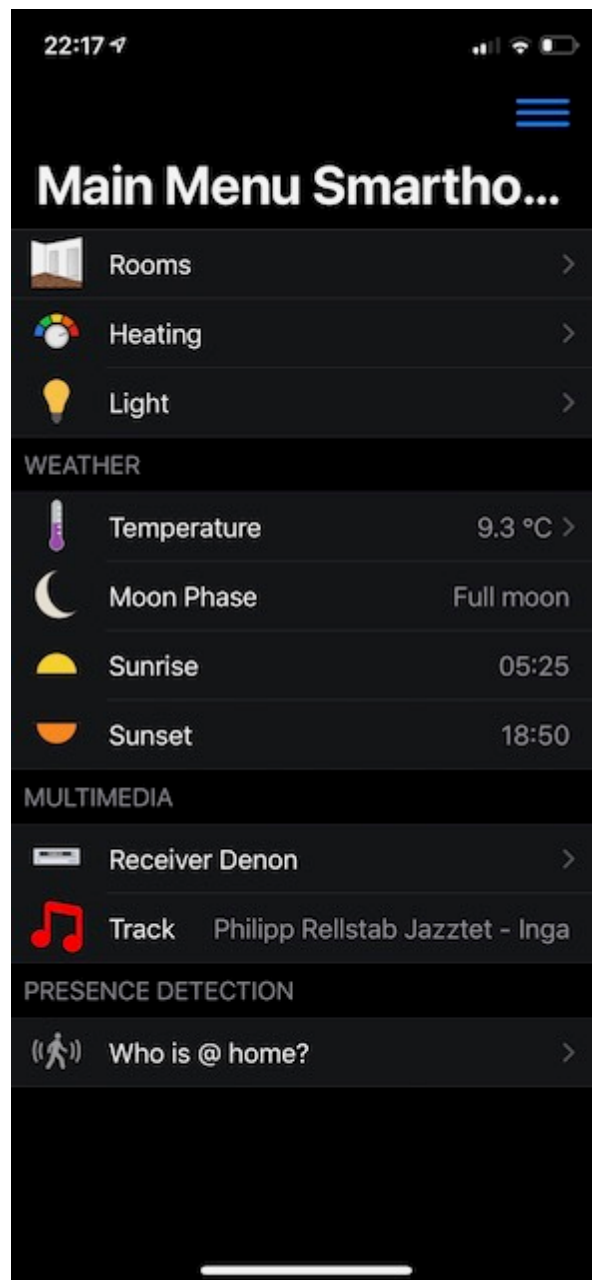 22:17
Main Menu Smartho...
Rooms
Heating
Light
WEATHER
Temperature 9.3 °C
Moon Phase Full moon
Sunrise 05:25
Sunset 18:50
MULTIMEDIA
Receiver Denon
Track Philipp Rellstab Jazztet - Inga
PRESENCE DETECTION
Who is @ home?